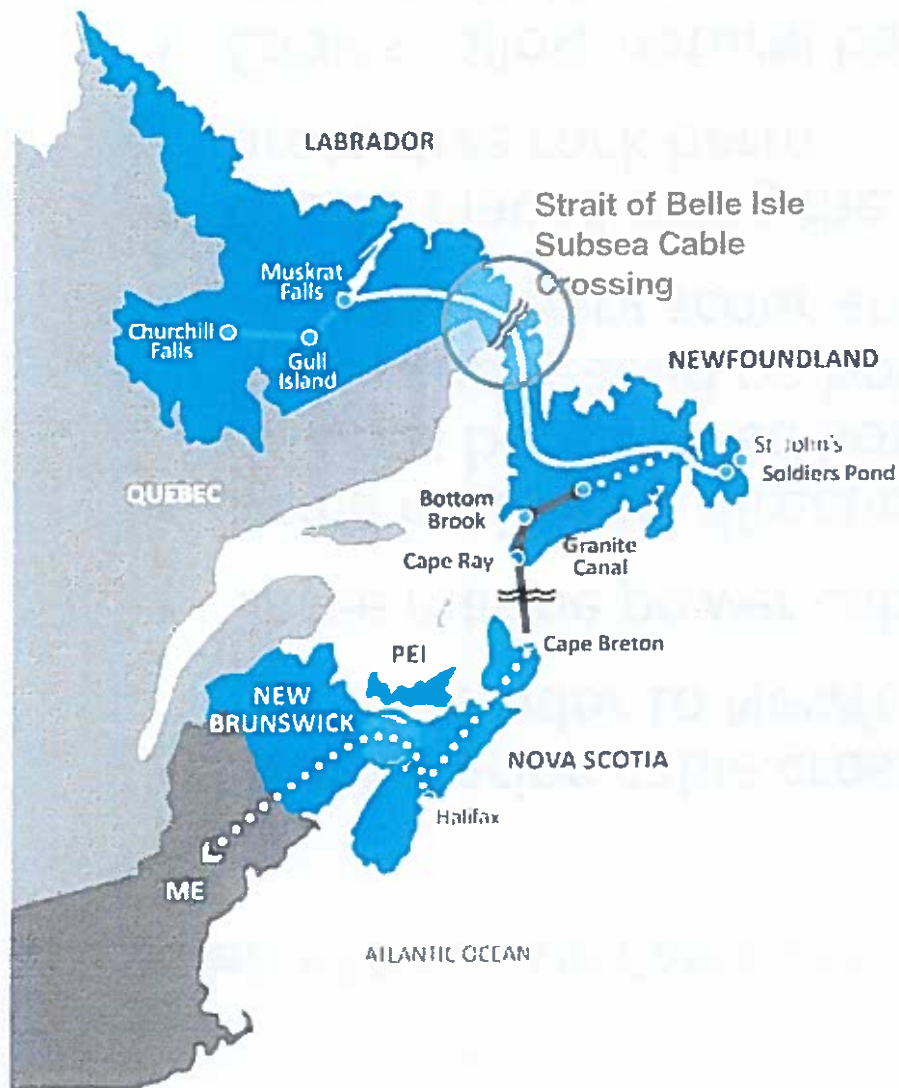 LABRADOR
Strait of Belle Isle
Subsea Cable
Crossing
Muskrat
Falls
Churchill
Falls
Gull
Island
NEWFOUNDLAND
St. John's
Soldiers Pond
QUEBEC
Bottom
Brook
Granite
Canal
Cape Ray
Cape Breton
PEI
NEW
BRUNSWICK
NOVA SCOTIA
Halifax
ME
ATLANTIC OCEAN